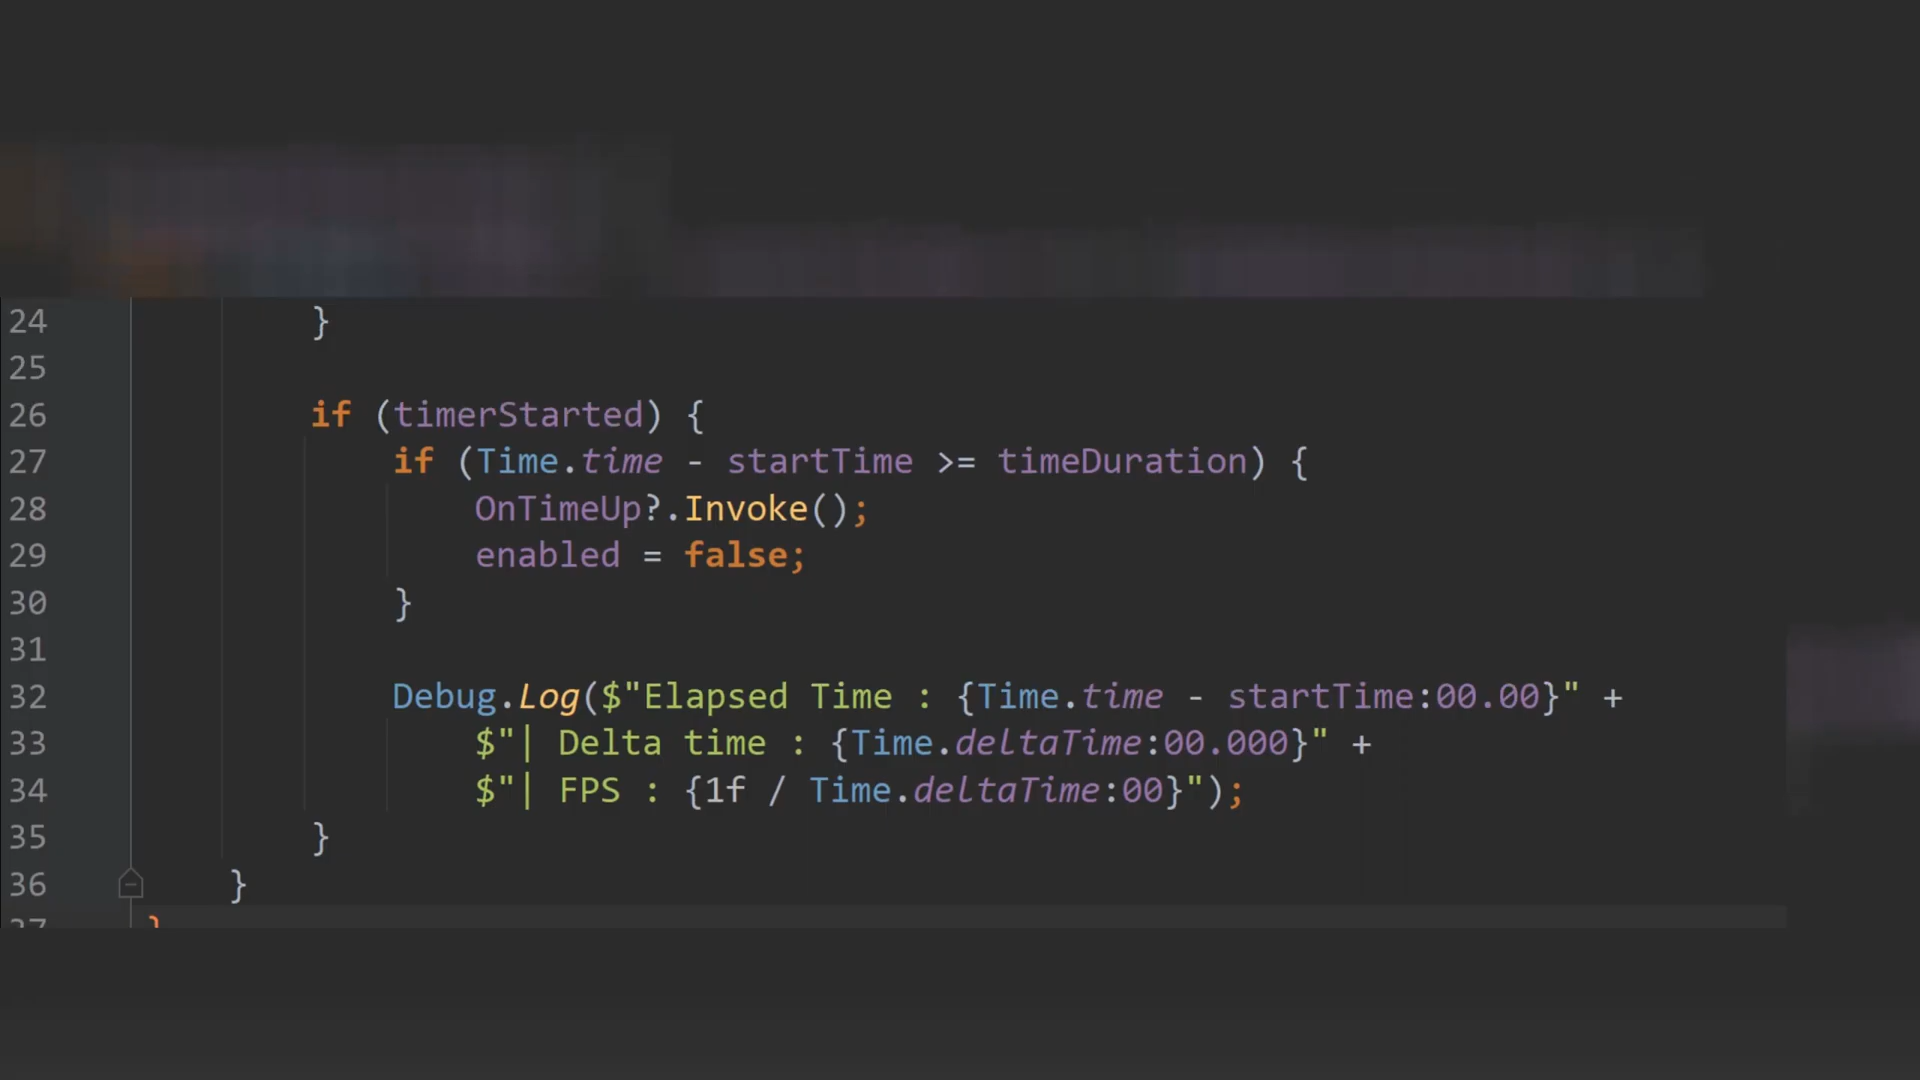 24 }
25
26 if (timerStarted) {
27 if (Time.time - startTime >= timeDuration) {
28 OnTimeUp?.Invoke();
29 enabled = false;
30 }
31
32 Debug.Log($"Elapsed Time : {Time.time - startTime:00.00}" +
33 $"| Delta time : {Time.deltaTime:00.000}" +
34 $"| FPS : {1f / Time.deltaTime:00}");
35 }
36 }
37 }